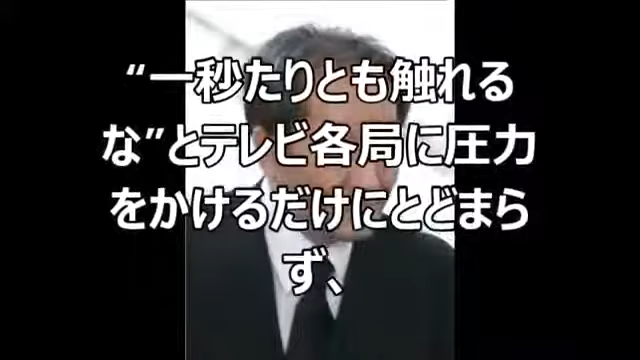 “一秒たりとも触れる
な”とテレビ各局に圧力
をかけるだけにとどまら
ず、